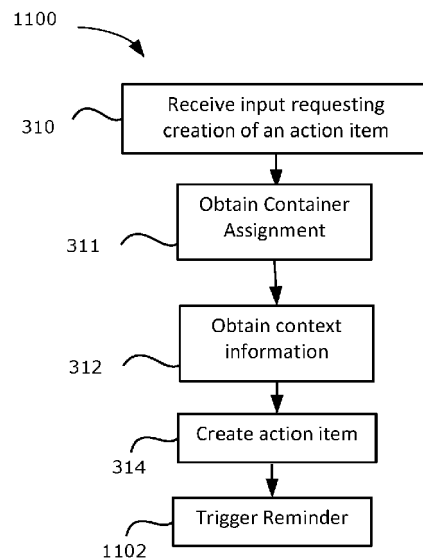 1100
Receive input requesting
creation of an action item
310
Obtain Container
Assignment
311
Obtain context
information
312
Create action item
314
Trigger Reminder
1102